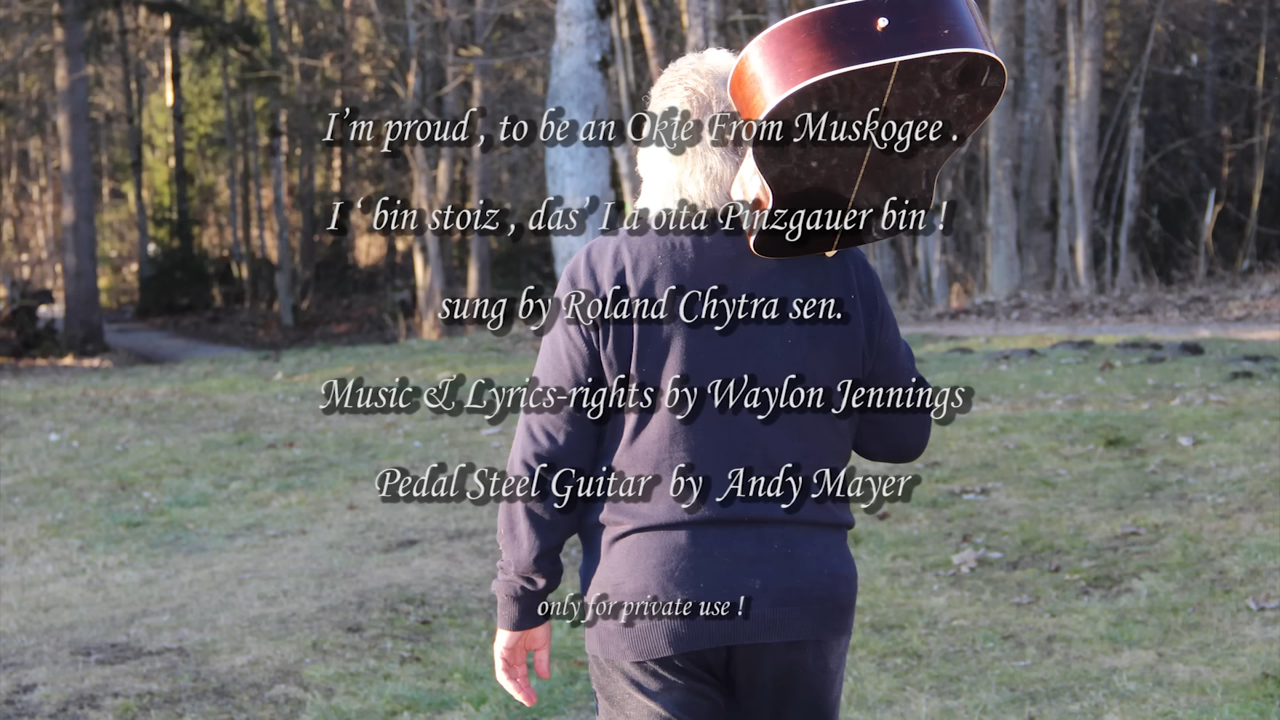 I’m proud , to be an Okie From Muskogee .
I ‘ bin stoiz , das’ I a oita Pinzgauer bin !
sung by Roland Chytra sen.
Music & Lyrics-rights by Waylon Jennings
Pedal Steel Guitar by Andy Mayer
only for private use !